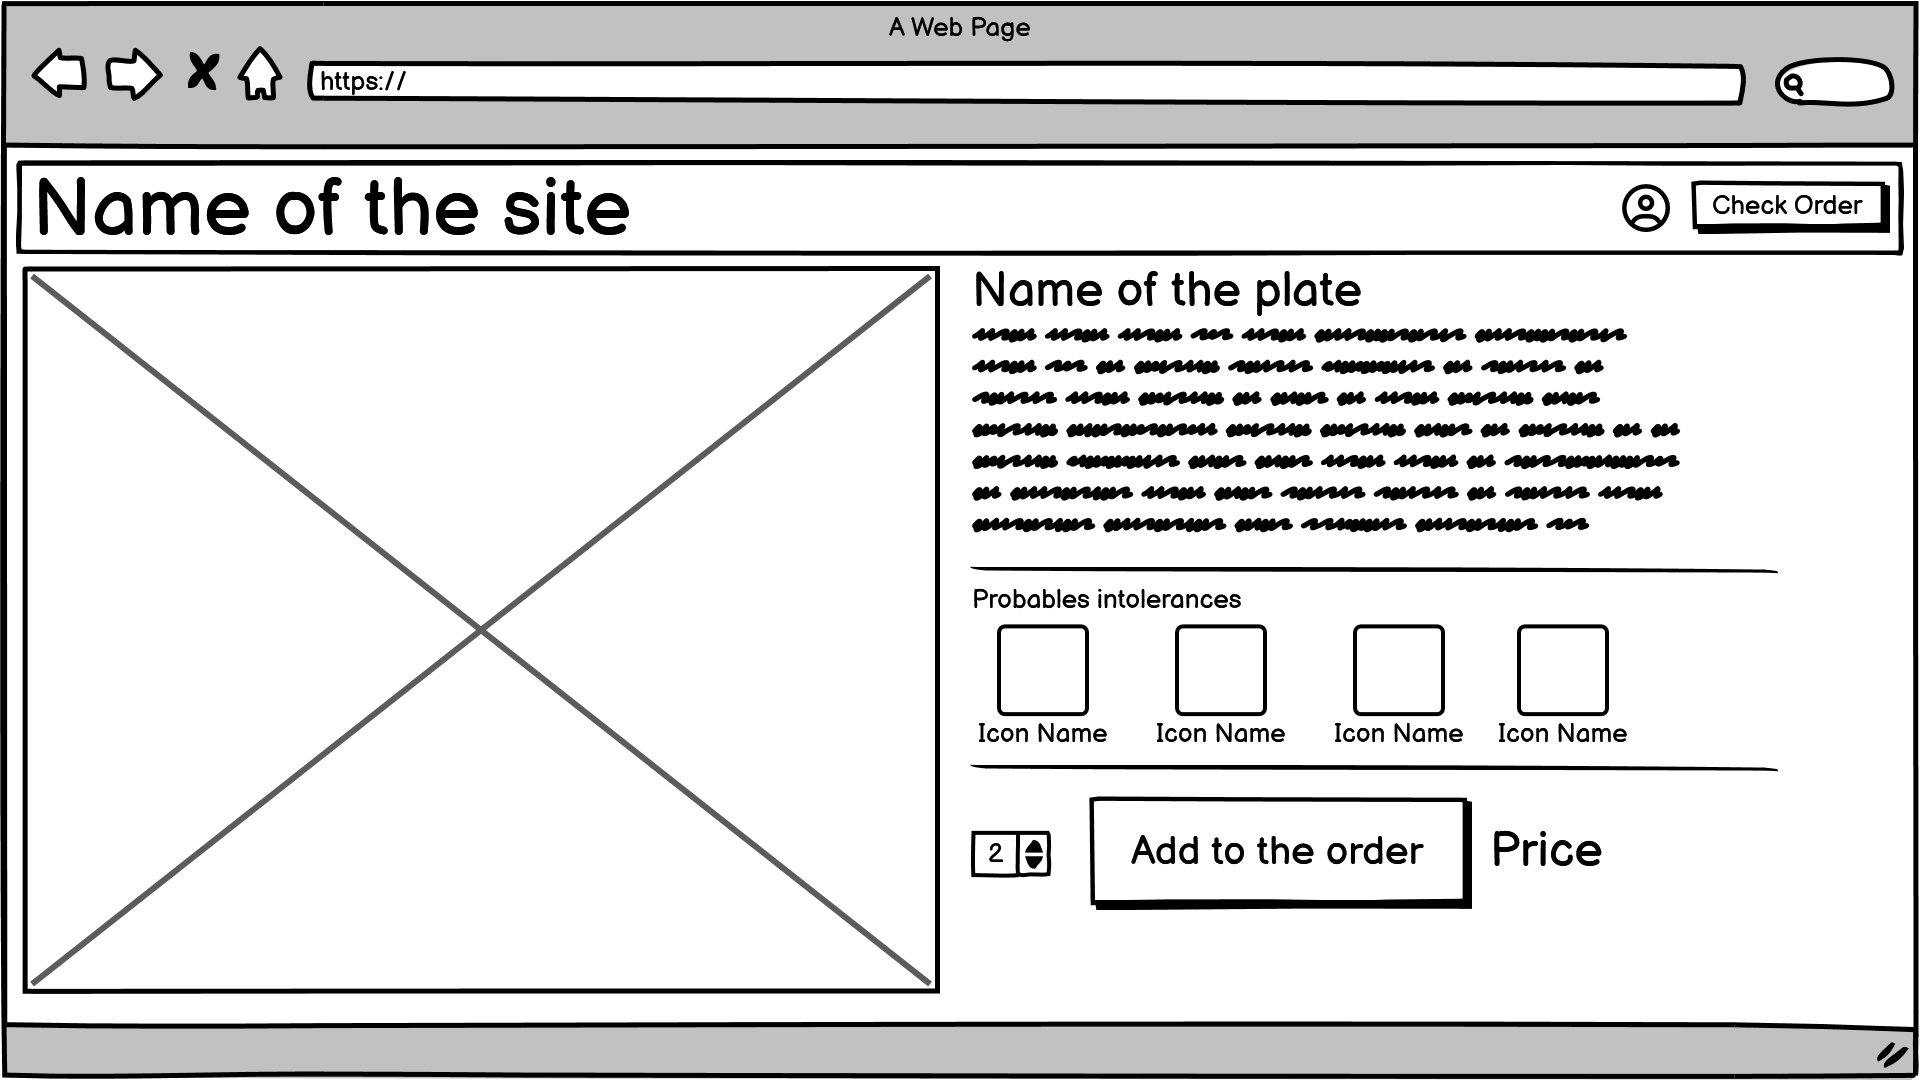 A Web Page
https://
Name of the site
Check Order
Name of the plate
Probables intolerances
Icon Name Icon Name Icon Name Icon Name
2 Add to the order Price